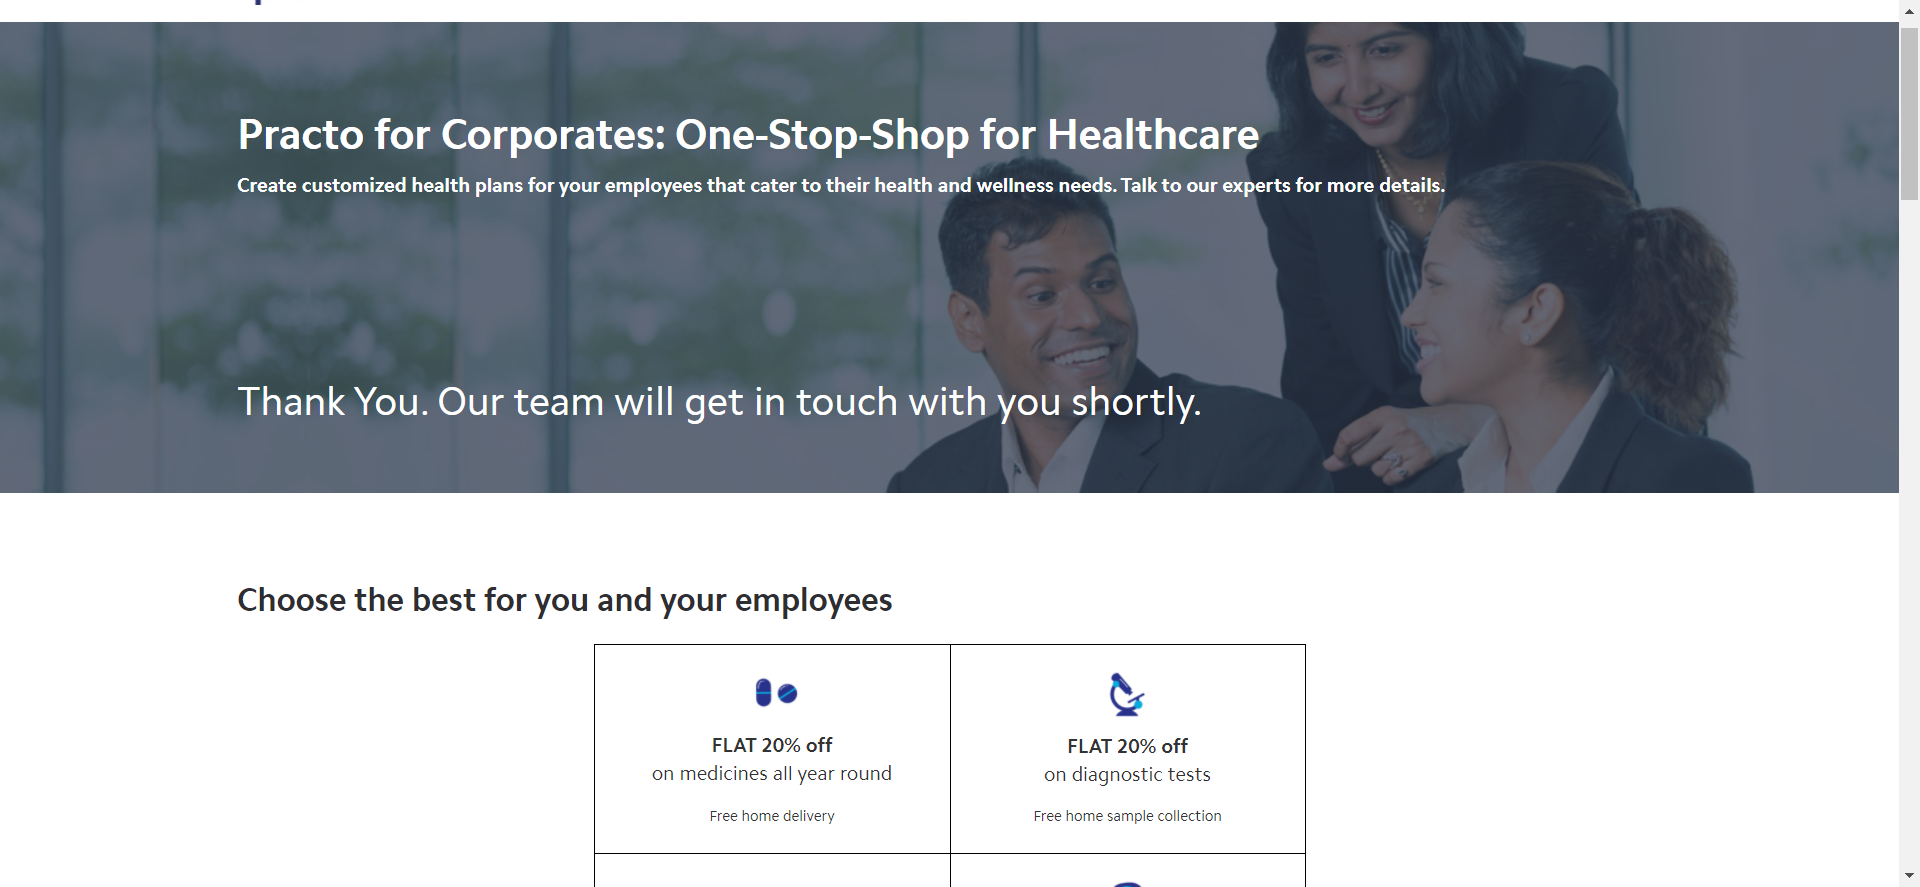 Practo for Corporates: One-Stop-Shop for Healthcare
Create customized health plans for your employees that cater to their health and wellness needs. Talk to our experts for more details.
Thank You. Our team will get in touch with you shortly.
Choose the best for you and your employees
FLAT 20% off
on medicines all year round
Free home delivery
FLAT 20% off
on diagnostic tests
Free home sample collection